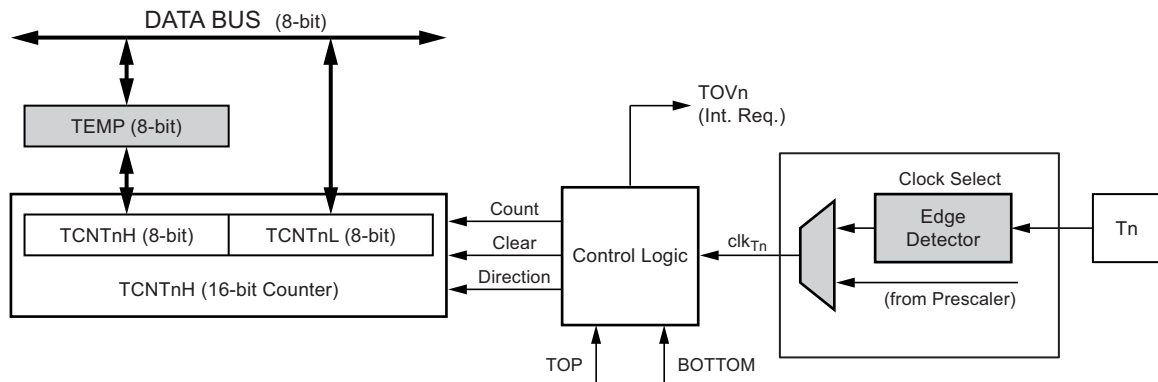 DATA BUS (8-bit)
TEMP (8-bit)
TCNTnH (8-bit)
TCNTnL (8-bit)
TCNTnH (16-bit Counter)
Count
Clear
Direction
TOVn
(Int. Req.)
Control Logic
TOP
BOTTOM
clkTn
Clock Select
Edge
Detector
(from Prescaler)
Tn